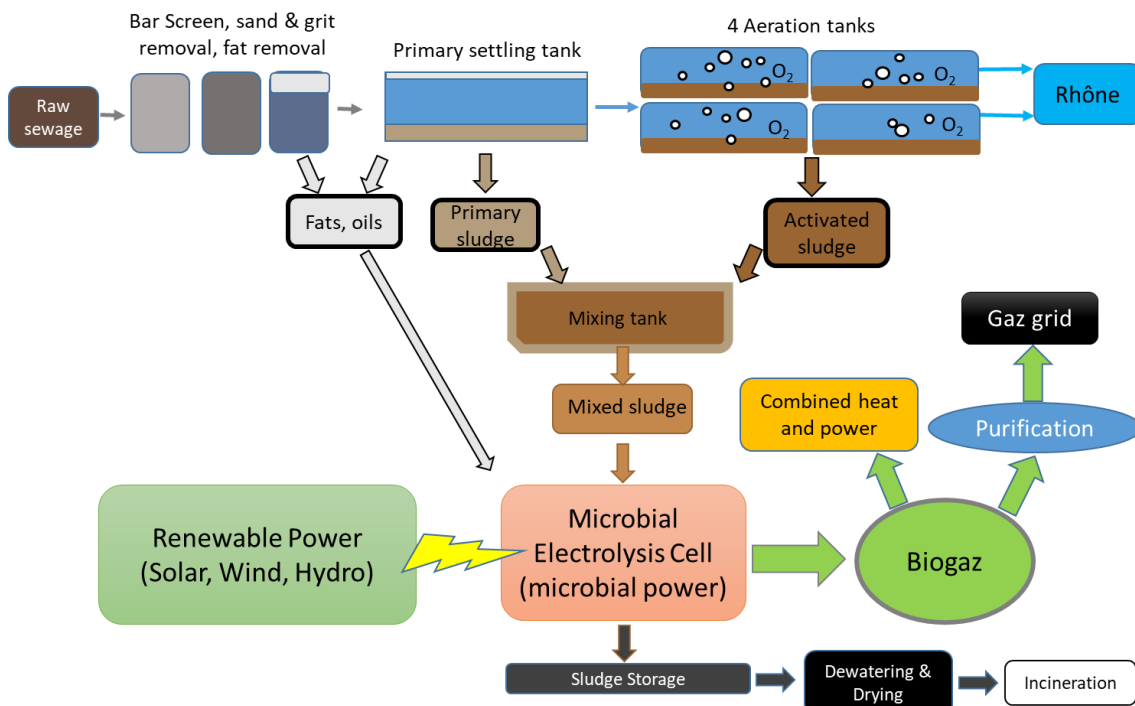 Bar Screen, sand & grit
removal, fat removal
Primary settling tank
4 Aeration tanks
Raw
sewage
O2
O2
O2
O2
Rhône
Fats, oils
Primary
sludge
Activated
sludge
Mixing tank
Gaz grid
Mixed sludge
Combined heat
and power
Purification
Renewable Power
(Solar, Wind, Hydro)
Microbial
Electrolysis Cell
(microbial power)
Biogaz
Sludge Storage
Dewatering &
Drying
Incineration